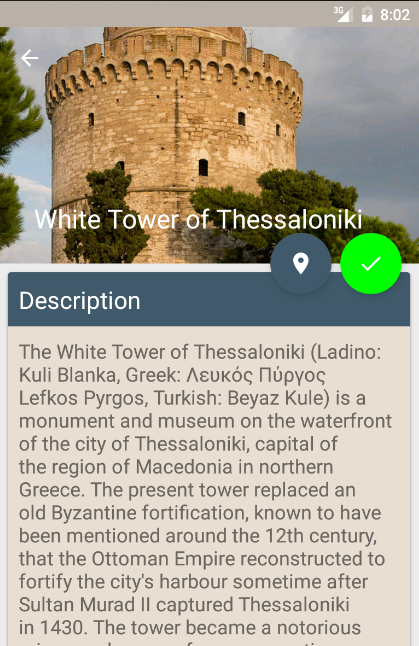 3G 8:02
White Tower of Thessaloniki
Description
The White Tower of Thessaloniki (Ladino:
Kuli Blanka, Greek: Λευκός Πύργος
Lefkos Pyrgos, Turkish: Beyaz Kule) is a
monument and museum on the waterfront
of the city of Thessaloniki, capital of
the region of Macedonia in northern
Greece. The present tower replaced an
old Byzantine fortification, known to have
been mentioned around the 12th century,
that the Ottoman Empire reconstructed to
fortify the city's harbour sometime after
Sultan Murad II captured Thessaloniki
in 1430. The tower became a notorious